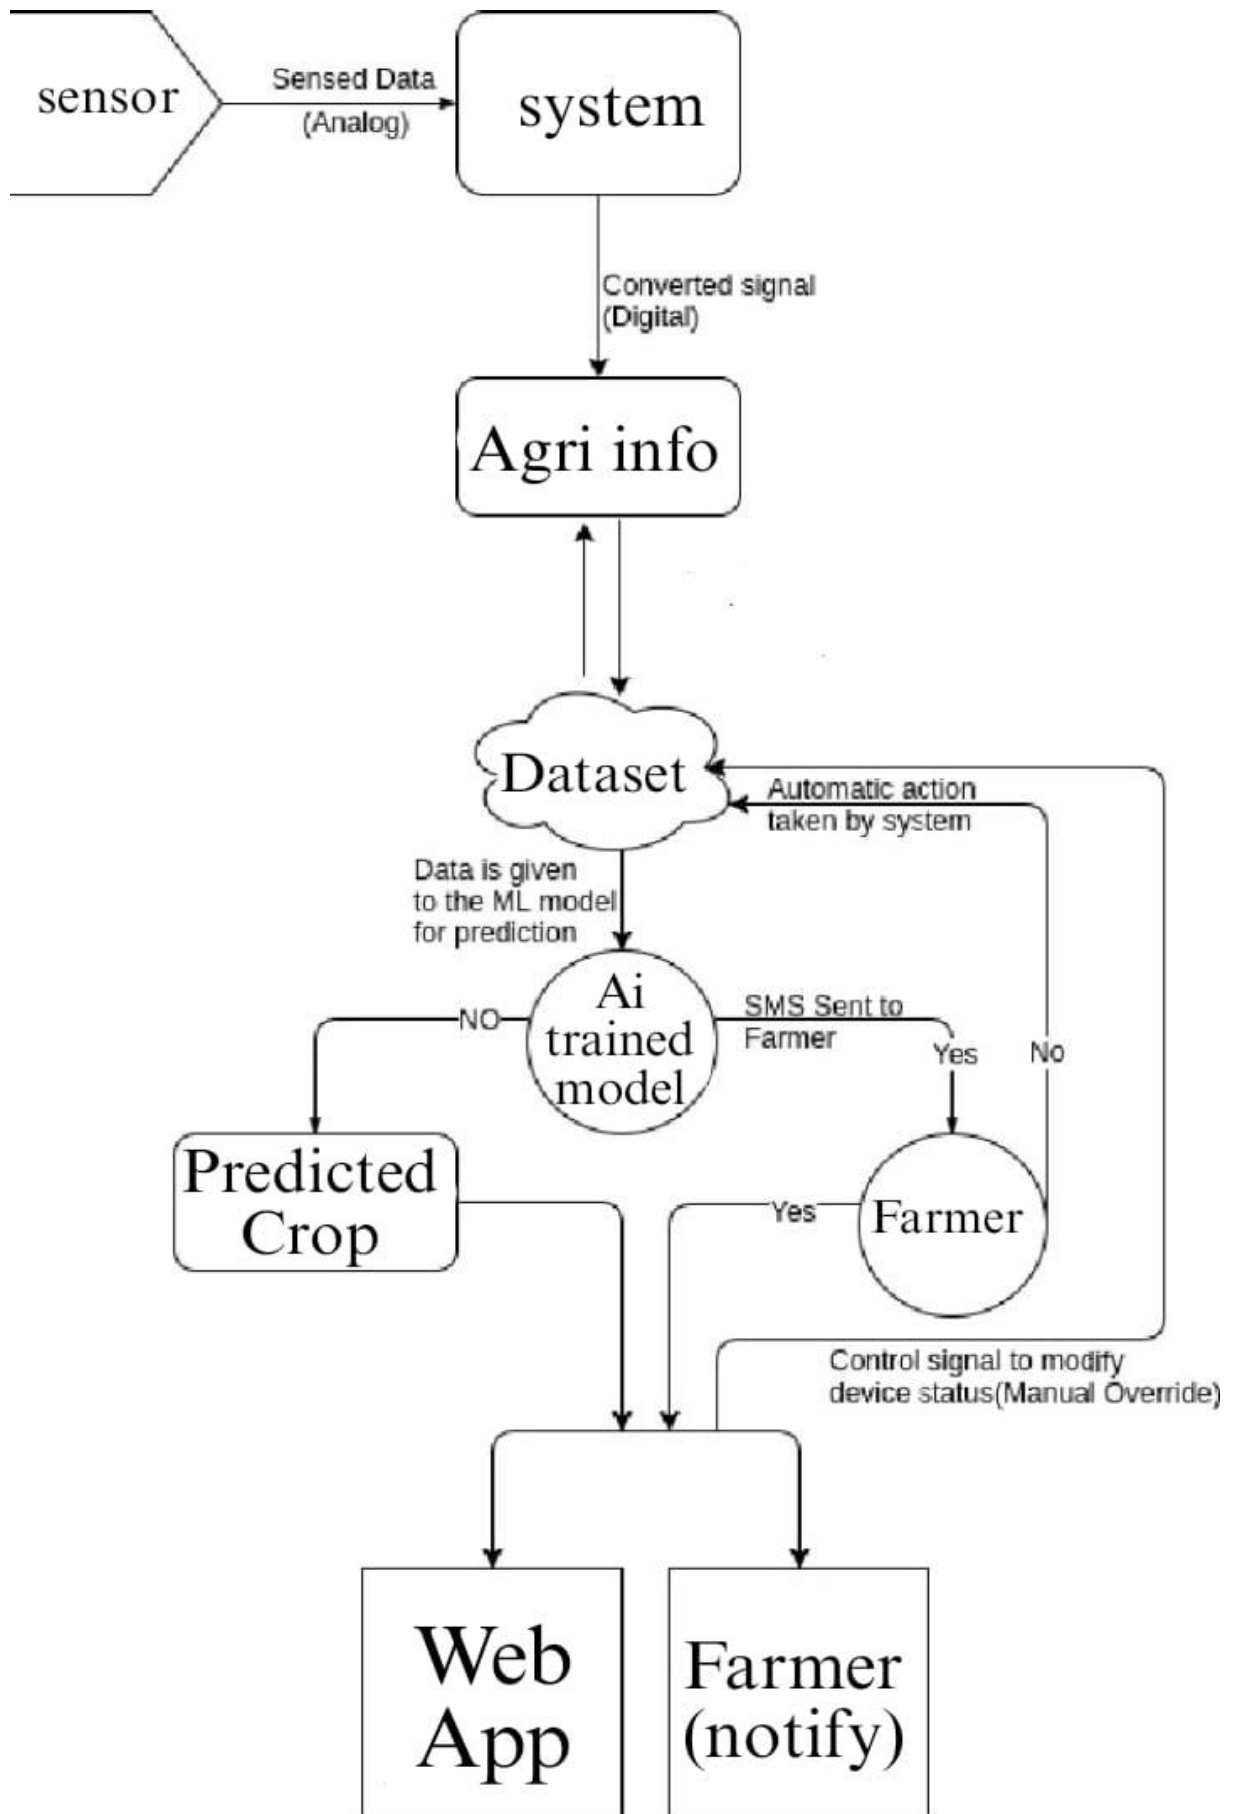 sensor
Sensed Data
(Analog)
system
Converted signal
(Digital)
Agri info
Dataset
Automatic action
taken by system
Data is given
to the ML model
for prediction
Ai
trained
model
NO
SMS Sent to
Farmer
Yes
No
Predicted
Crop
Yes
Farmer
Control signal to modify
device status(Manual Override)
Web
App
Farmer
(notify)